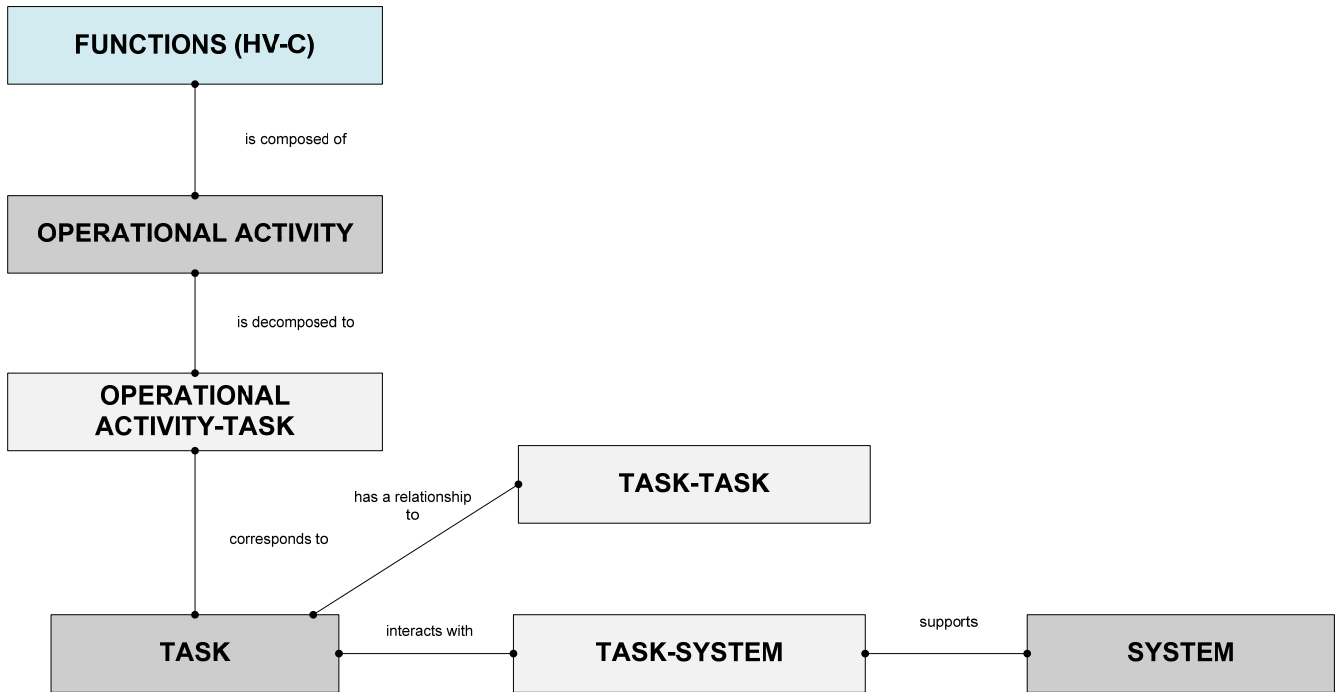 FUNCTIONS (HV-C)
is composed of
OPERATIONAL ACTIVITY
is decomposed to
OPERATIONAL
ACTIVITY-TASK
TASK-TASK
has a relationship
to
corresponds to
TASK
interacts with
TASK-SYSTEM
supports
SYSTEM